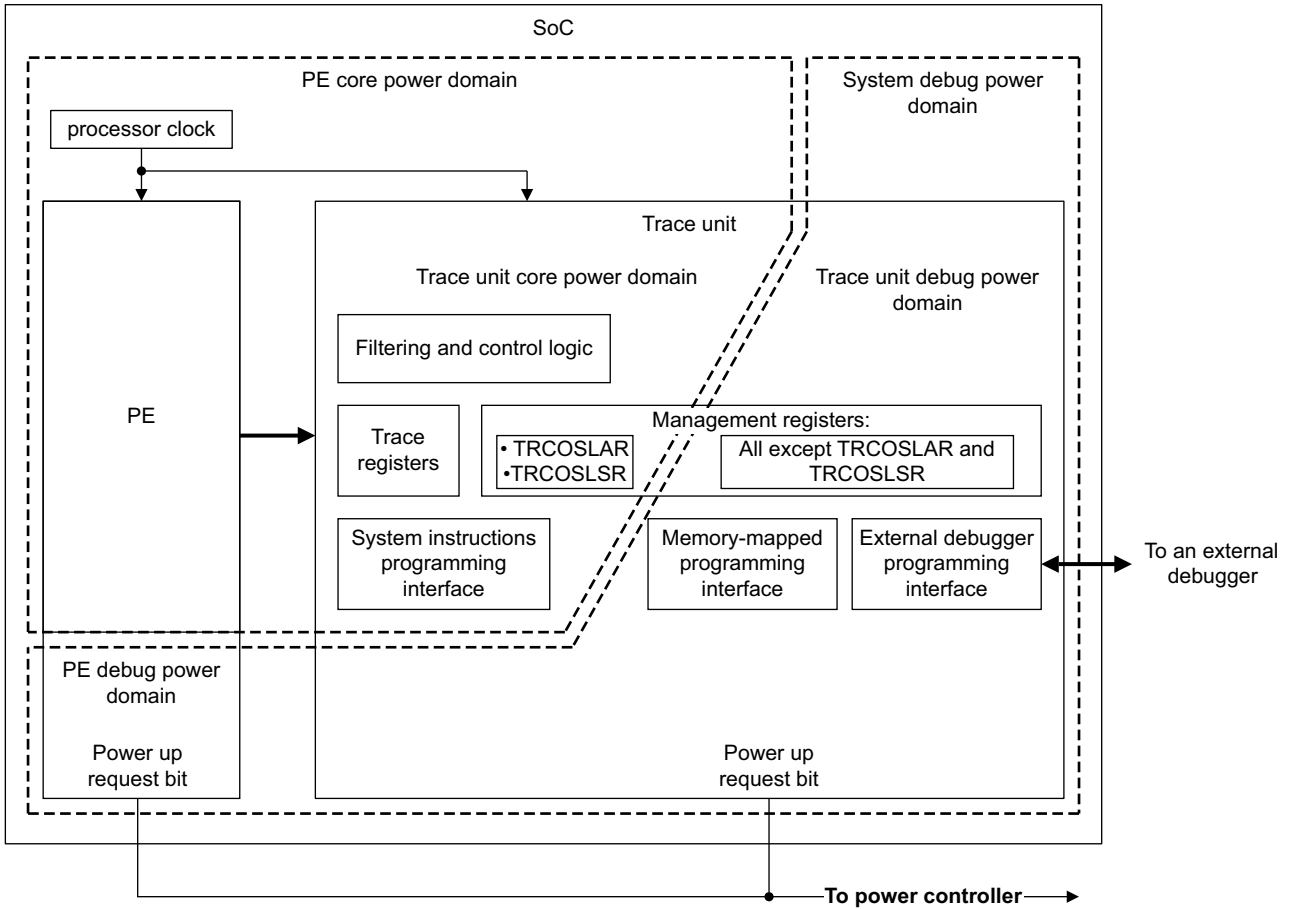 SoC
PE core power domain
System debug power
domain
processor clock
Trace unit
Trace unit core power domain
Trace unit debug power
domain
Filtering and control logic
PE
Trace
registers
Management registers:
• TRCOSLAR
•TRCOSLSR
All except TRCOSLAR and
TRCOSLSR
System instructions
programming
interface
Memory-mapped
programming
interface
External debugger
programming
interface
To an external
debugger
PE debug power
domain
Power up
request bit
Power up
request bit
To power controller